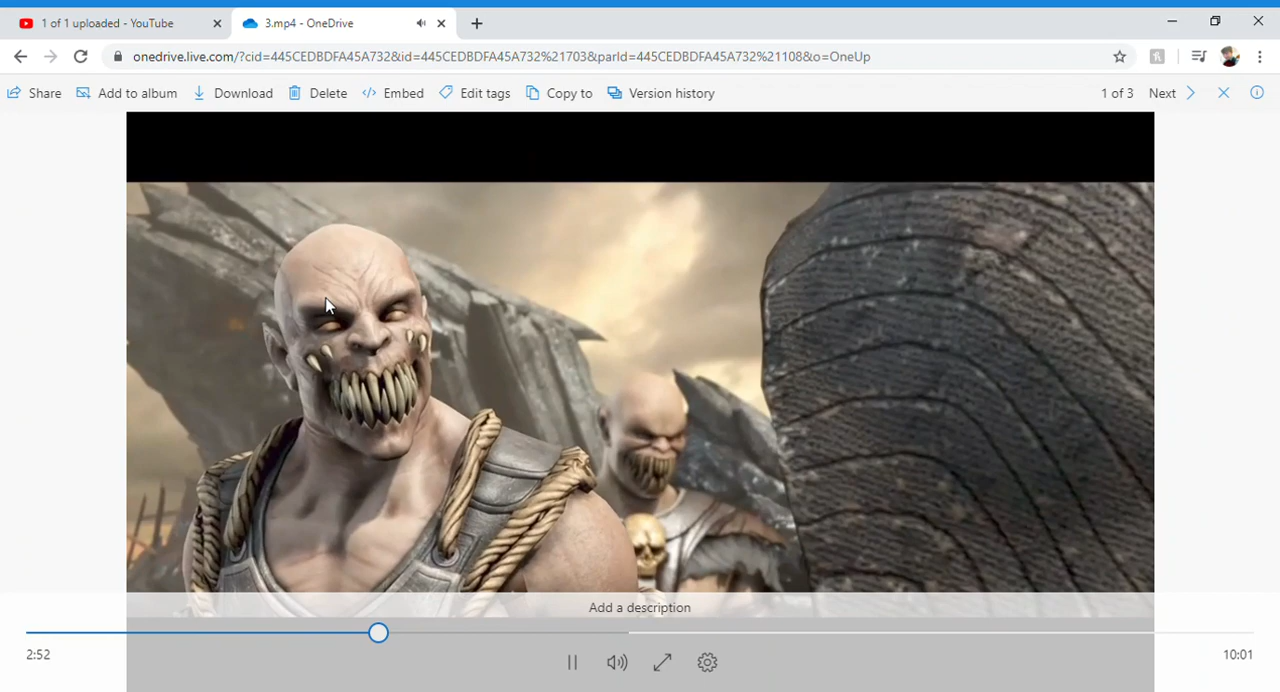 1 of 1 uploaded - YouTube
3.mp4 - OneDrive
onedrive.live.com/?cid=445CEDBDFA45A732&id=445CEDBDFA45A732%21703&parId=445CEDBDFA45A732%21108&o=OneUp
Share Add to album Download Delete Embed Edit tags Copy to Version history 1 of 3 Next
Add a description
2:52 10:01